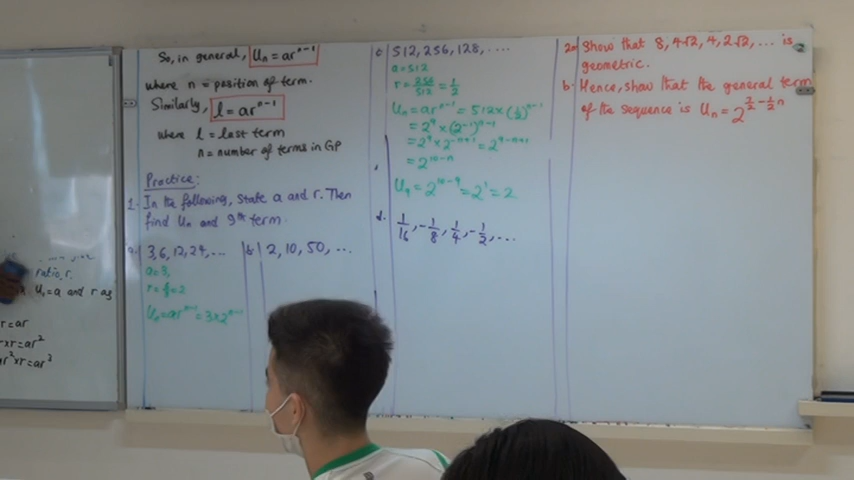 ratio, r.
U₁=a and r as
r=ar
rxr=ar²
ar²xr=ar³
So, in general, Uₙ=arⁿ⁻¹
where n = position of term.
Similarly, l=arⁿ⁻¹
where l = last term
n=number of terms in GP
Practice:
1. In the following, state a and r. Then
find Uₙ and 9ᵗʰ term.
a. 3,6,12,24,...
a=3,
r=6/3=2
Uₙ=arⁿ⁻¹=3×2ⁿ⁻¹
b. 2,10,50,...
c. 512,256,128,....
a=512
r=256/512=1/2
Uₙ=arⁿ⁻¹=512×(1/2)ⁿ⁻¹
=2⁹×(2⁻¹)ⁿ⁻¹
=2⁹×2⁻ⁿ⁺¹=2⁹⁻ⁿ⁺¹
=2¹⁰⁻ⁿ
U₉=2¹⁰⁻⁹=2¹=2
d. 1/16,-1/8,1/4,-1/2,...
2a. Show that 8,4√2,4,2√2,... is
geometric.
b. Hence, show that the general term
of the sequence is Uₙ=2^(7/2-1/2n)